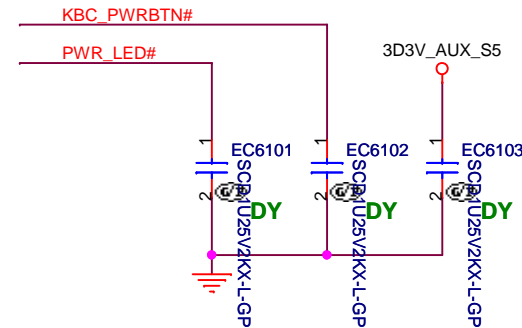 KBC_PWRBTN#
PWR_LED#
3D3V_AUX_S5
1
EC6101
SCD1U25V2KX-L-GP
2
DY
1
EC6102
SCD1U25V2KX-L-GP
2
DY
1
EC6103
SCD1U25V2KX-L-GP
2
DY